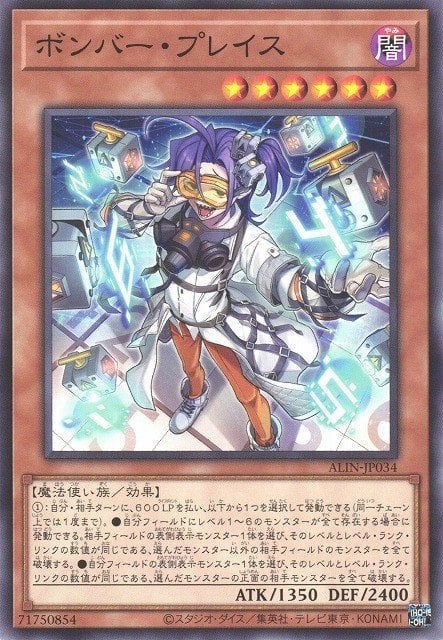 ボンバー・プレイス
闇
ALIN-JP034
【魔法使い族／効果】
①：自分・相手ターンに、600LPを払い、以下から1つを選択して発動できる(同一チェーン
上では1度まで)。●自分フィールドにレベル1～6のモンスターが全て存在する場合に
発動できる。相手フィールドの表側表示モンスター1体を選び、そのレベルとレベル・ランク・
リンクの数値が同じである、選んだモンスター以外の相手フィールドのモンスターを全て
破壊する。●自分フィールドの表側表示モンスター1体を選び、そのレベルとレベル・ランク・
リンクの数値が同じである、選んだモンスターの正面の相手モンスターを全て破壊する。
ATK/1350 DEF/2400
71750854
©スタジオ・ダイス／集英社・テレビ東京・KONAMI